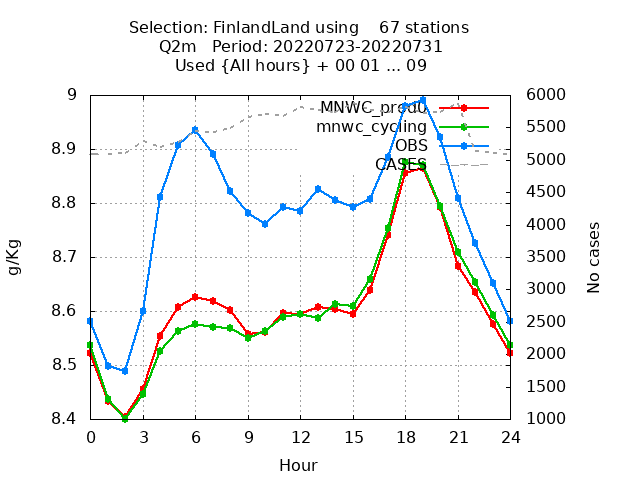 Selection: FinlandLand using    67 stations
Q2m   Period: 20220723-20220731
Used {All hours} + 00 01 ... 09
MNWC_predU
mnwc_cycling
OBS
CASES
9
8.9
8.8
8.7
8.6
8.5
8.4
g/Kg
6000
5500
5000
4500
4000
3500
3000
2500
2000
1500
1000
No cases
0 3 6 9 12 15 18 21 24
Hour